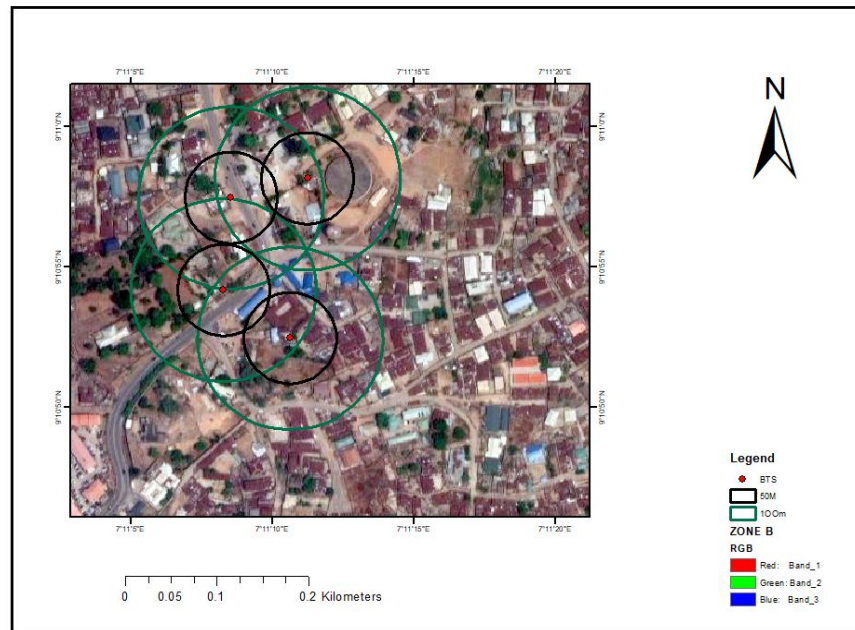 7°11'5"E
7°11'10"E
7°11'15"E
7°11'20"E
N
9°11'0"N
9°11'0"N
9°10'55"N
9°10'55"N
9°10'50"N
9°10'50"N
7°11'5"E
7°11'10"E
7°11'15"E
7°11'20"E
Legend
BTS
50M
1OOm
ZONE B
RGB
Red: Band_1
Green: Band_2
Blue: Band_3
0 0.05 0.1 0.2 Kilometers